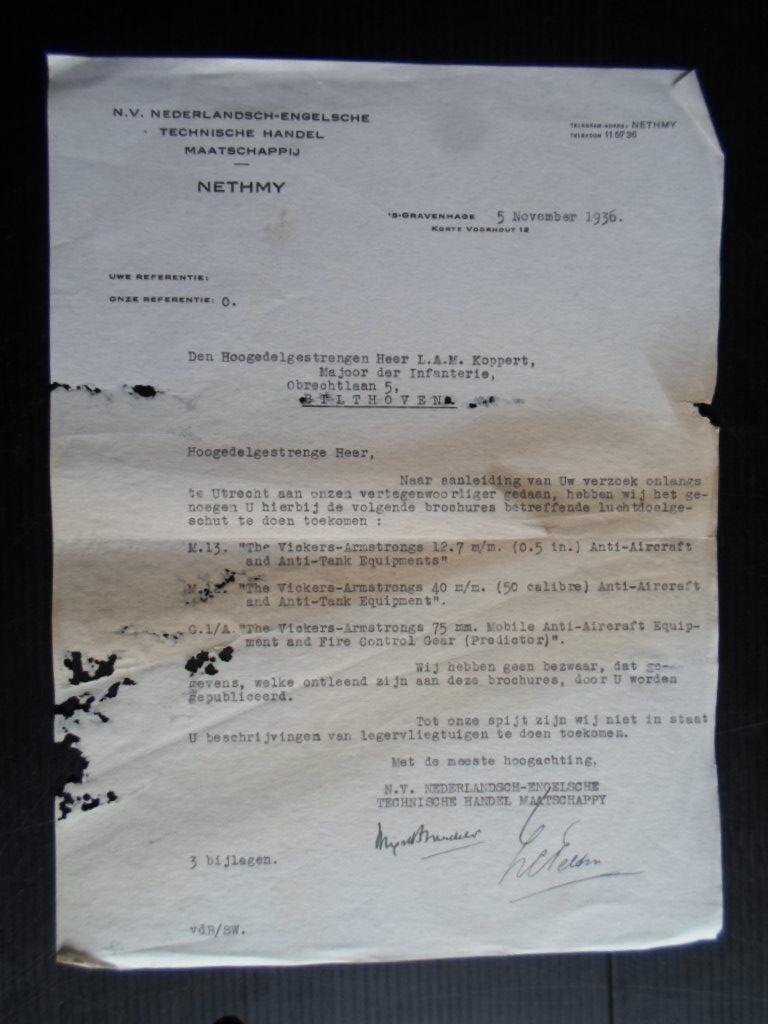 N.V. NEDERLANDSCH-ENGELSCHE
TECHNISCHE HANDEL
MAATSCHAPPIJ
NETHMY
TELEGRAM-ADRES: NETHMY
TELEFOON 115736
'S-GRAVENHAGE 5 November 1936.
KORTE VOORHOUT 12
UWE REFERENTIE:
ONZE REFERENTIE: O.
Den Hoogedelgestrengen Heer L.A.M. Koppert,
Majoor der Infanterie,
Obrechtlaan 5,
BILTHOVEN.
Hoogedelgestrenge Heer,
Naar aanleiding van Uw verzoek onlangs
te Utrecht aan onzen vertegenwoorliger gedaan, hebben wij het ge-
noegen U hierbij de volgende brochures betreffende luchtdoelge-
schut te doen toekomen :
M.13. "The Vickers-Armstrongs 12.7 m/m. (0.5 in.) Anti-Aircraft
and Anti-Tank Equipments"
"The Vickers-Armstrongs 40 m/m. (50 calibre) Anti-Aircraft
and Anti-Tank Equipment".
G.1/A "The Vickers-Armstrongs 75 mm. Mobile Anti-Aircraft Equip-
ment and Fire Control Gear (Predictor)".
Wij hebben geen bezwaar, dat ge-
gevens, welke ontleend zijn aan deze brochures, door U worden
gepubliceerd.
Tot onze spijt zijn wij niet in staat
U beschrijvingen van legervliegtuigen te doen toekomen.
Met de meeste hoogachting,
N.V. NEDERLANDSCH-ENGELSCHE
TECHNISCHE HANDEL MAATSCHAPPY
3 bijlagen.
vdB/SW.